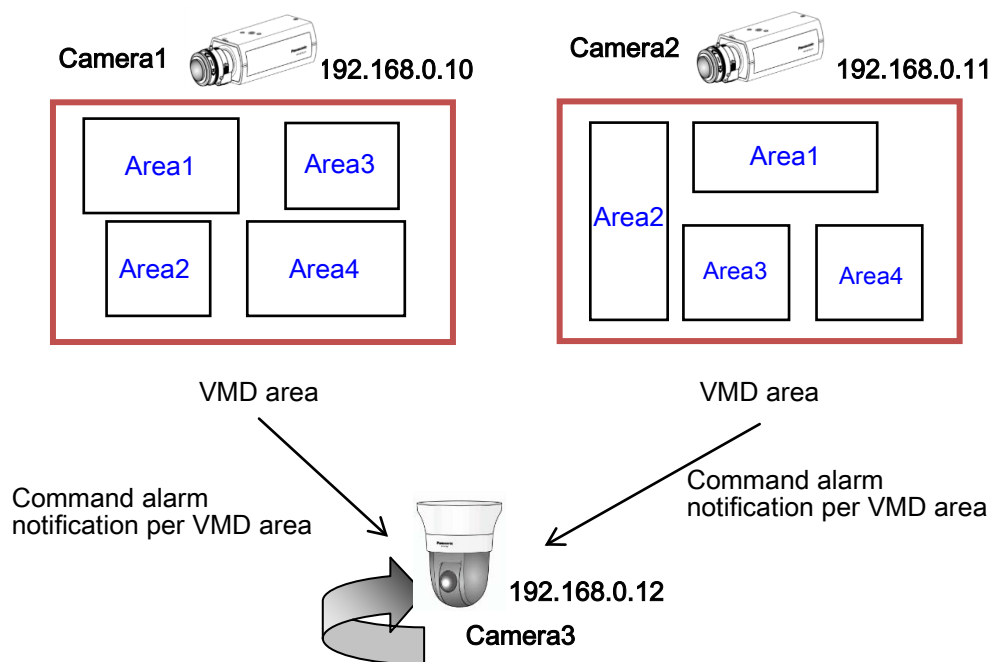 Camera1
192.168.0.10
Camera2
192.168.0.11
Area1
Area3
Area2
Area4
Area1
Area2
Area3
Area4
VMD area
VMD area
Command alarm
notification per VMD area
Command alarm
notification per VMD area
Panasonic
192.168.0.12
Camera3